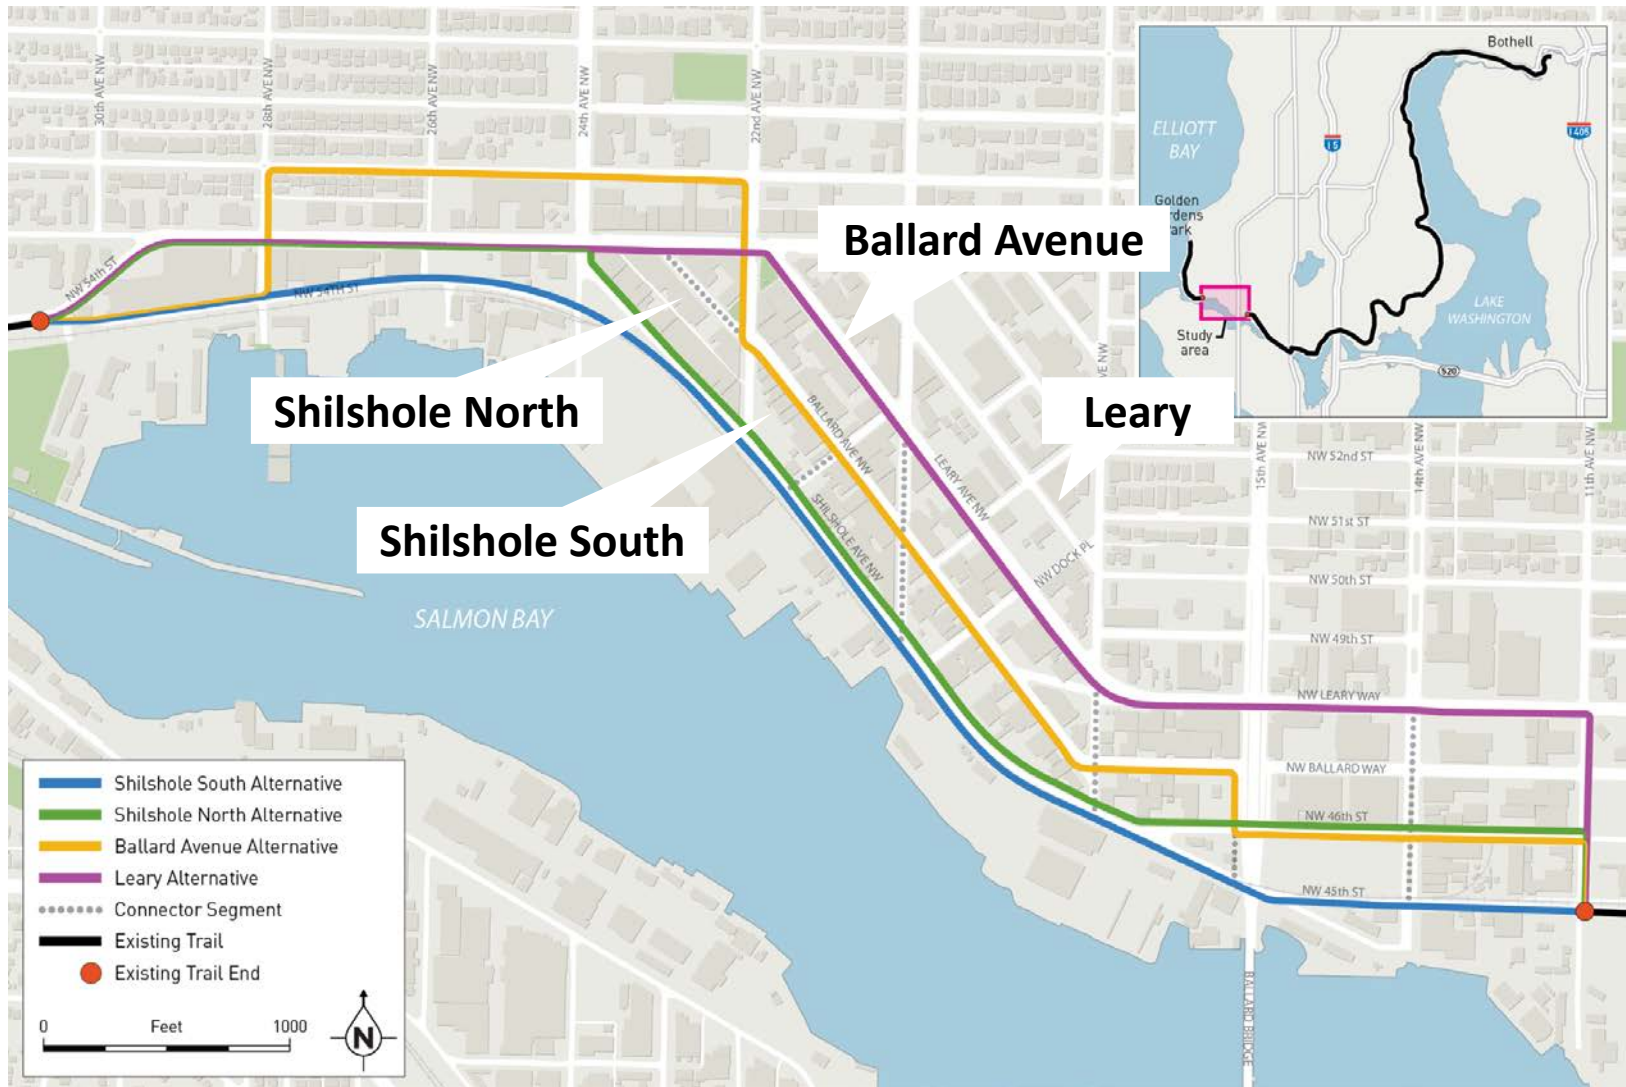 30th AVE NW
28th AVE NW
26th AVE NW
24th AVE NW
22nd AVE NW
NW 54th ST
NW 54TH ST
Ballard Avenue
Shilshole North
Leary
Shilshole South
BALLARD AVE NW
LEARY AVE NW
SHILSHOLE AVE NW
NW DOCK PL
VE NW
15th AVE NW
14th AVE NW
11th AVE NW
NW 52nd ST
NW 51st ST
NW 50th ST
NW 49th ST
NW LEARY WAY
NW BALLARD WAY
NW 46th ST
NW 45th ST
BALLARD BRIDGE
SALMON BAY
Bothell
ELLIOTT
BAY
I 5
I 405
Golden
rdens
ark
LAKE
WASHINGTON
Study
area
520
Shilshole South Alternative
Shilshole North Alternative
Ballard Avenue Alternative
Leary Alternative
Connector Segment
Existing Trail
Existing Trail End
0 Feet 1000
N